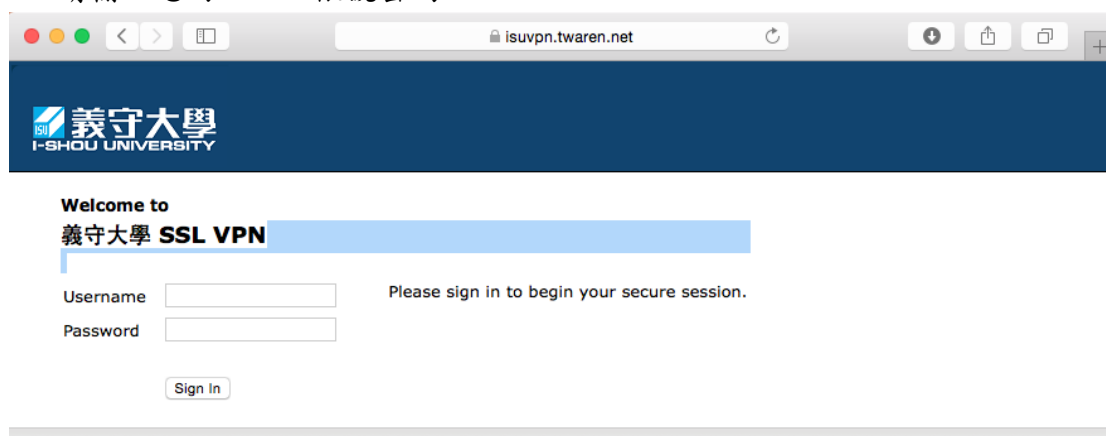 isuvpn.twaren.net
ISU 義守大學
I-SHOU UNIVERSITY
Welcome to
義守大學 SSL VPN
Username
Please sign in to begin your secure session.
Password
Sign In